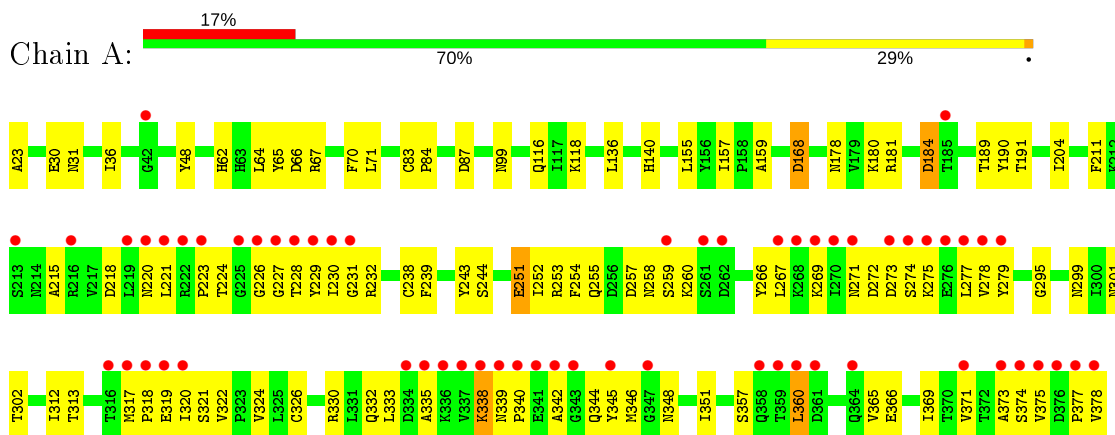 17%
Chain A:
70% 29% •
A23 E30 N31 I36 G42 Y48 H62 H63 L64 Y65 D66 R67 F70 L71 C83 P84 D87 N99 Q116 I117 K118 L136 H140 L155 Y156 I157 P158 A159 D168 N178 V179 K180 R181 D184 T185 T189 Y190 T191 I204 F211 K212
S213 N214 A215 R216 V217 D218 L219 N220 L221 R222 P223 T224 G225 G226 G227 T228 Y229 I230 G231 R232 C238 F239 Y243 S244 E251 I252 R253 F254 Q255 D256 D257 N258 S259 K260 S261 D262 Y266 L267 K268 K269 I270 N271 D272 D273 S274 K275 E276 L277 V278 Y279 G295 N299 I300 N301
T302 I312 T313 T316 M317 P318 E319 I320 S321 V322 P323 V324 L325 C326 R330 L331 Q332 L333 D334 A335 K336 V337 K338 N339 P340 E341 A342 G343 Q344 Y345 M346 G347 N348 I351 S357 Q358 T359 L360 D361 Q364 V365 E366 I369 T370 V371 T372 A373 S374 V375 D376 P377 V378